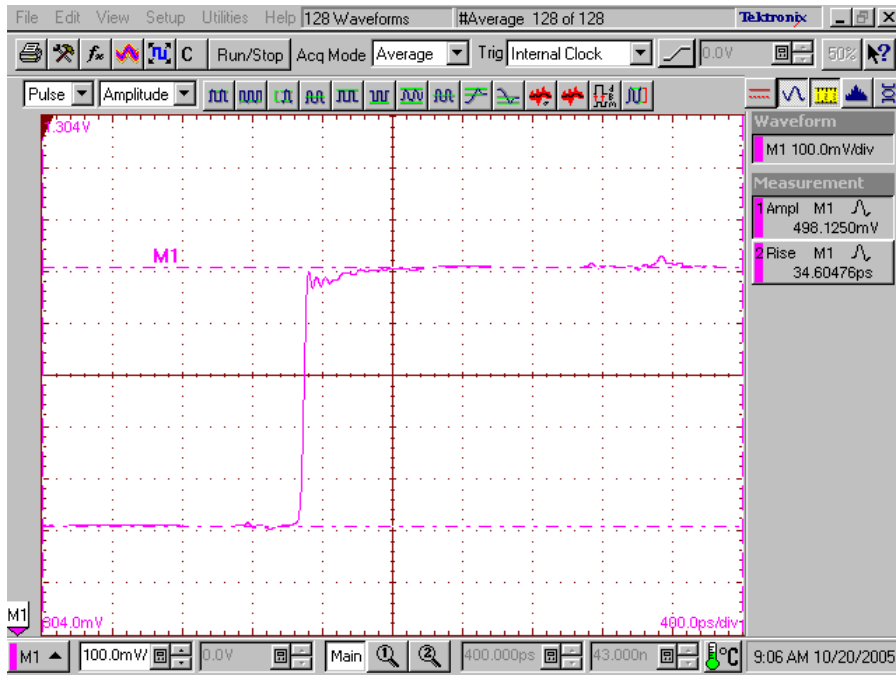 File Edit View Setup Utilities Help 128 Waveforms #Average 128 of 128 Tektronix
C Run/Stop Acq Mode Average Trig Internal Clock 0.0V 50%
Pulse Amplitude
1.304V
Waveform
M1 100.0mV/div
Measurement
1 Ampl M1
498.1250mV
2 Rise M1
34.60476ps
M1
M1
304.0mV 400.0ps/div
M1 100.0mV/ 0.0V Main 1 2 400.000ps 43.000n °C 9:06 AM 10/20/2005